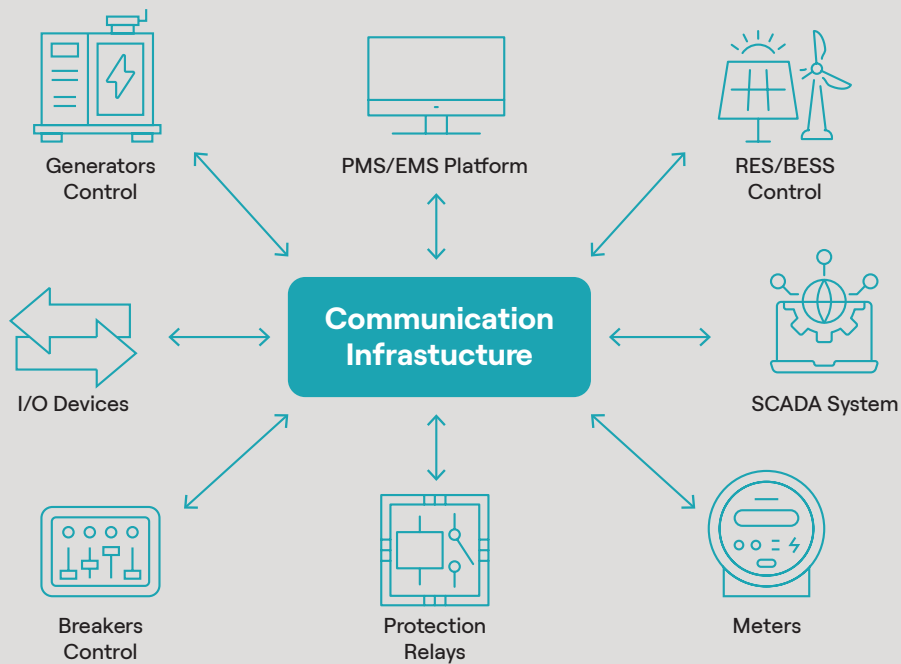 Generators
Control
PMS/EMS Platform
RES/BESS
Control
I/O Devices
Communication
Infrastucture
SCADA System
Breakers
Control
Protection
Relays
Meters